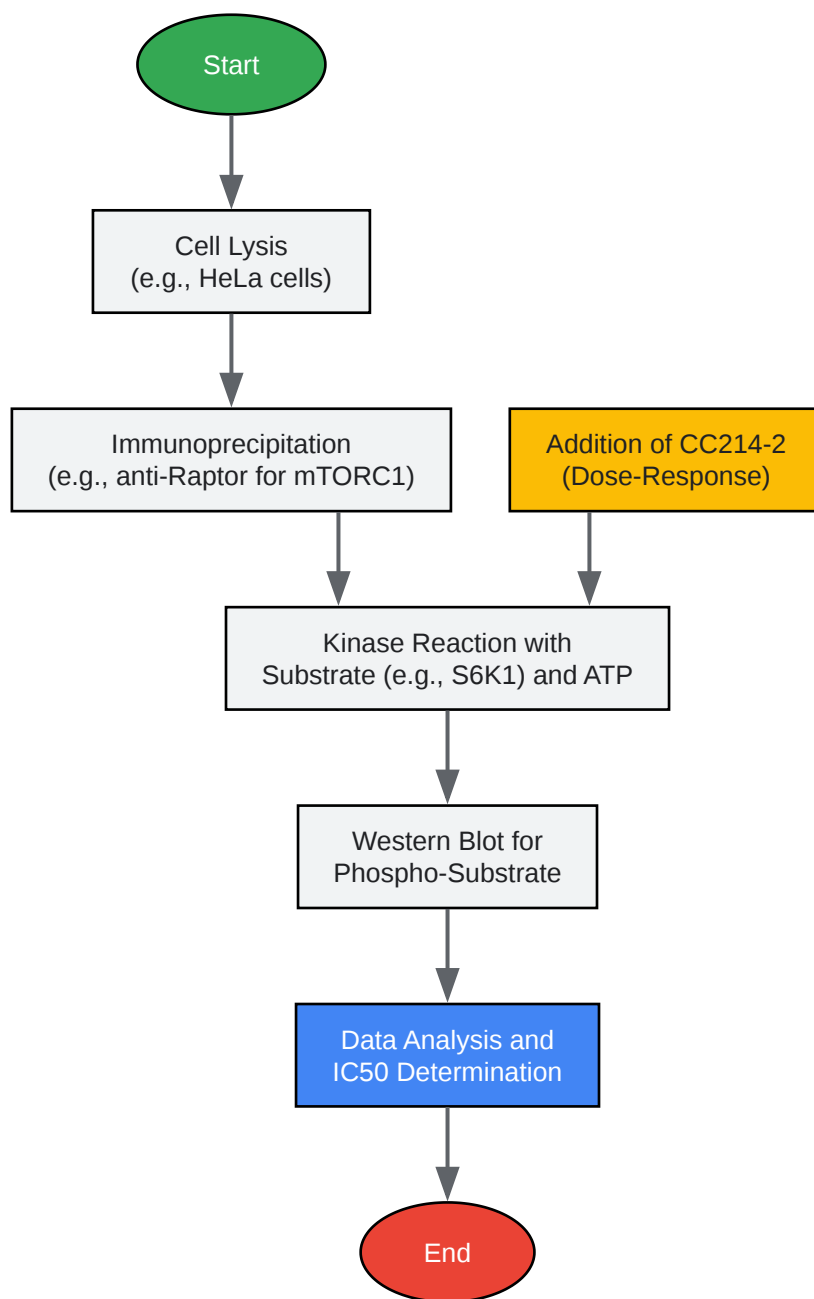 Start
Cell Lysis
(e.g., HeLa cells)
Immunoprecipitation
(e.g., anti-Raptor for mTORC1)
Addition of CC214-2
(Dose-Response)
Kinase Reaction with
Substrate (e.g., S6K1) and ATP
Western Blot for
Phospho-Substrate
Data Analysis and
IC50 Determination
End